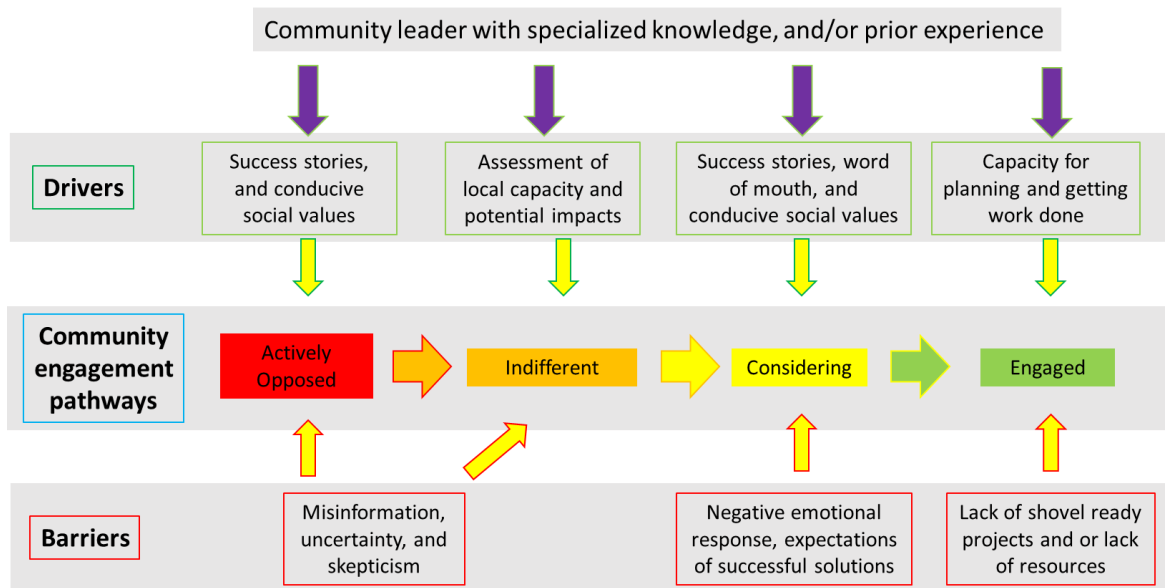 Community leader with specialized knowledge, and/or prior experience
Drivers
Success stories,
and conducive
social values
Assessment of
local capacity and
potential impacts
Success stories, word
of mouth, and
conducive social values
Capacity for
planning and getting
work done
Community
engagement
pathways
Actively
Opposed
Indifferent
Considering
Engaged
Barriers
Misinformation,
uncertainty, and
skepticism
Negative emotional
response, expectations
of successful solutions
Lack of shovel ready
projects and or lack
of resources